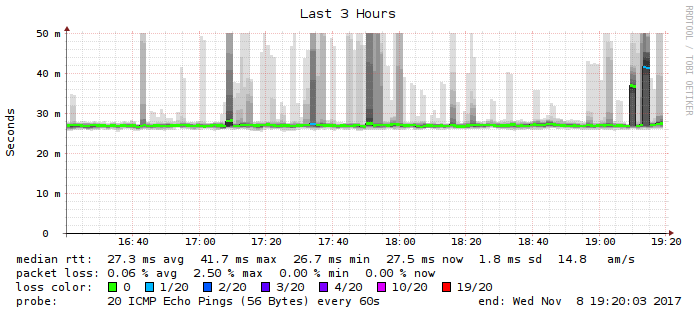 Last 3 Hours
RRDTOOL / TOBI OETIKER
Seconds
50 m
40 m
30 m
20 m
10 m
0
16:40 17:00 17:20 17:40 18:00 18:20 18:40 19:00 19:20
median rtt: 27.3 ms avg 41.7 ms max 26.7 ms min 27.5 ms now 1.8 ms sd 14.8 am/s
packet loss: 0.06 % avg 2.50 % max 0.00 % min 0.00 % now
loss color: 0 1/20 2/20 3/20 4/20 10/20 19/20
probe: 20 ICMP Echo Pings (56 Bytes) every 60s end: Wed Nov 8 19:20:03 2017